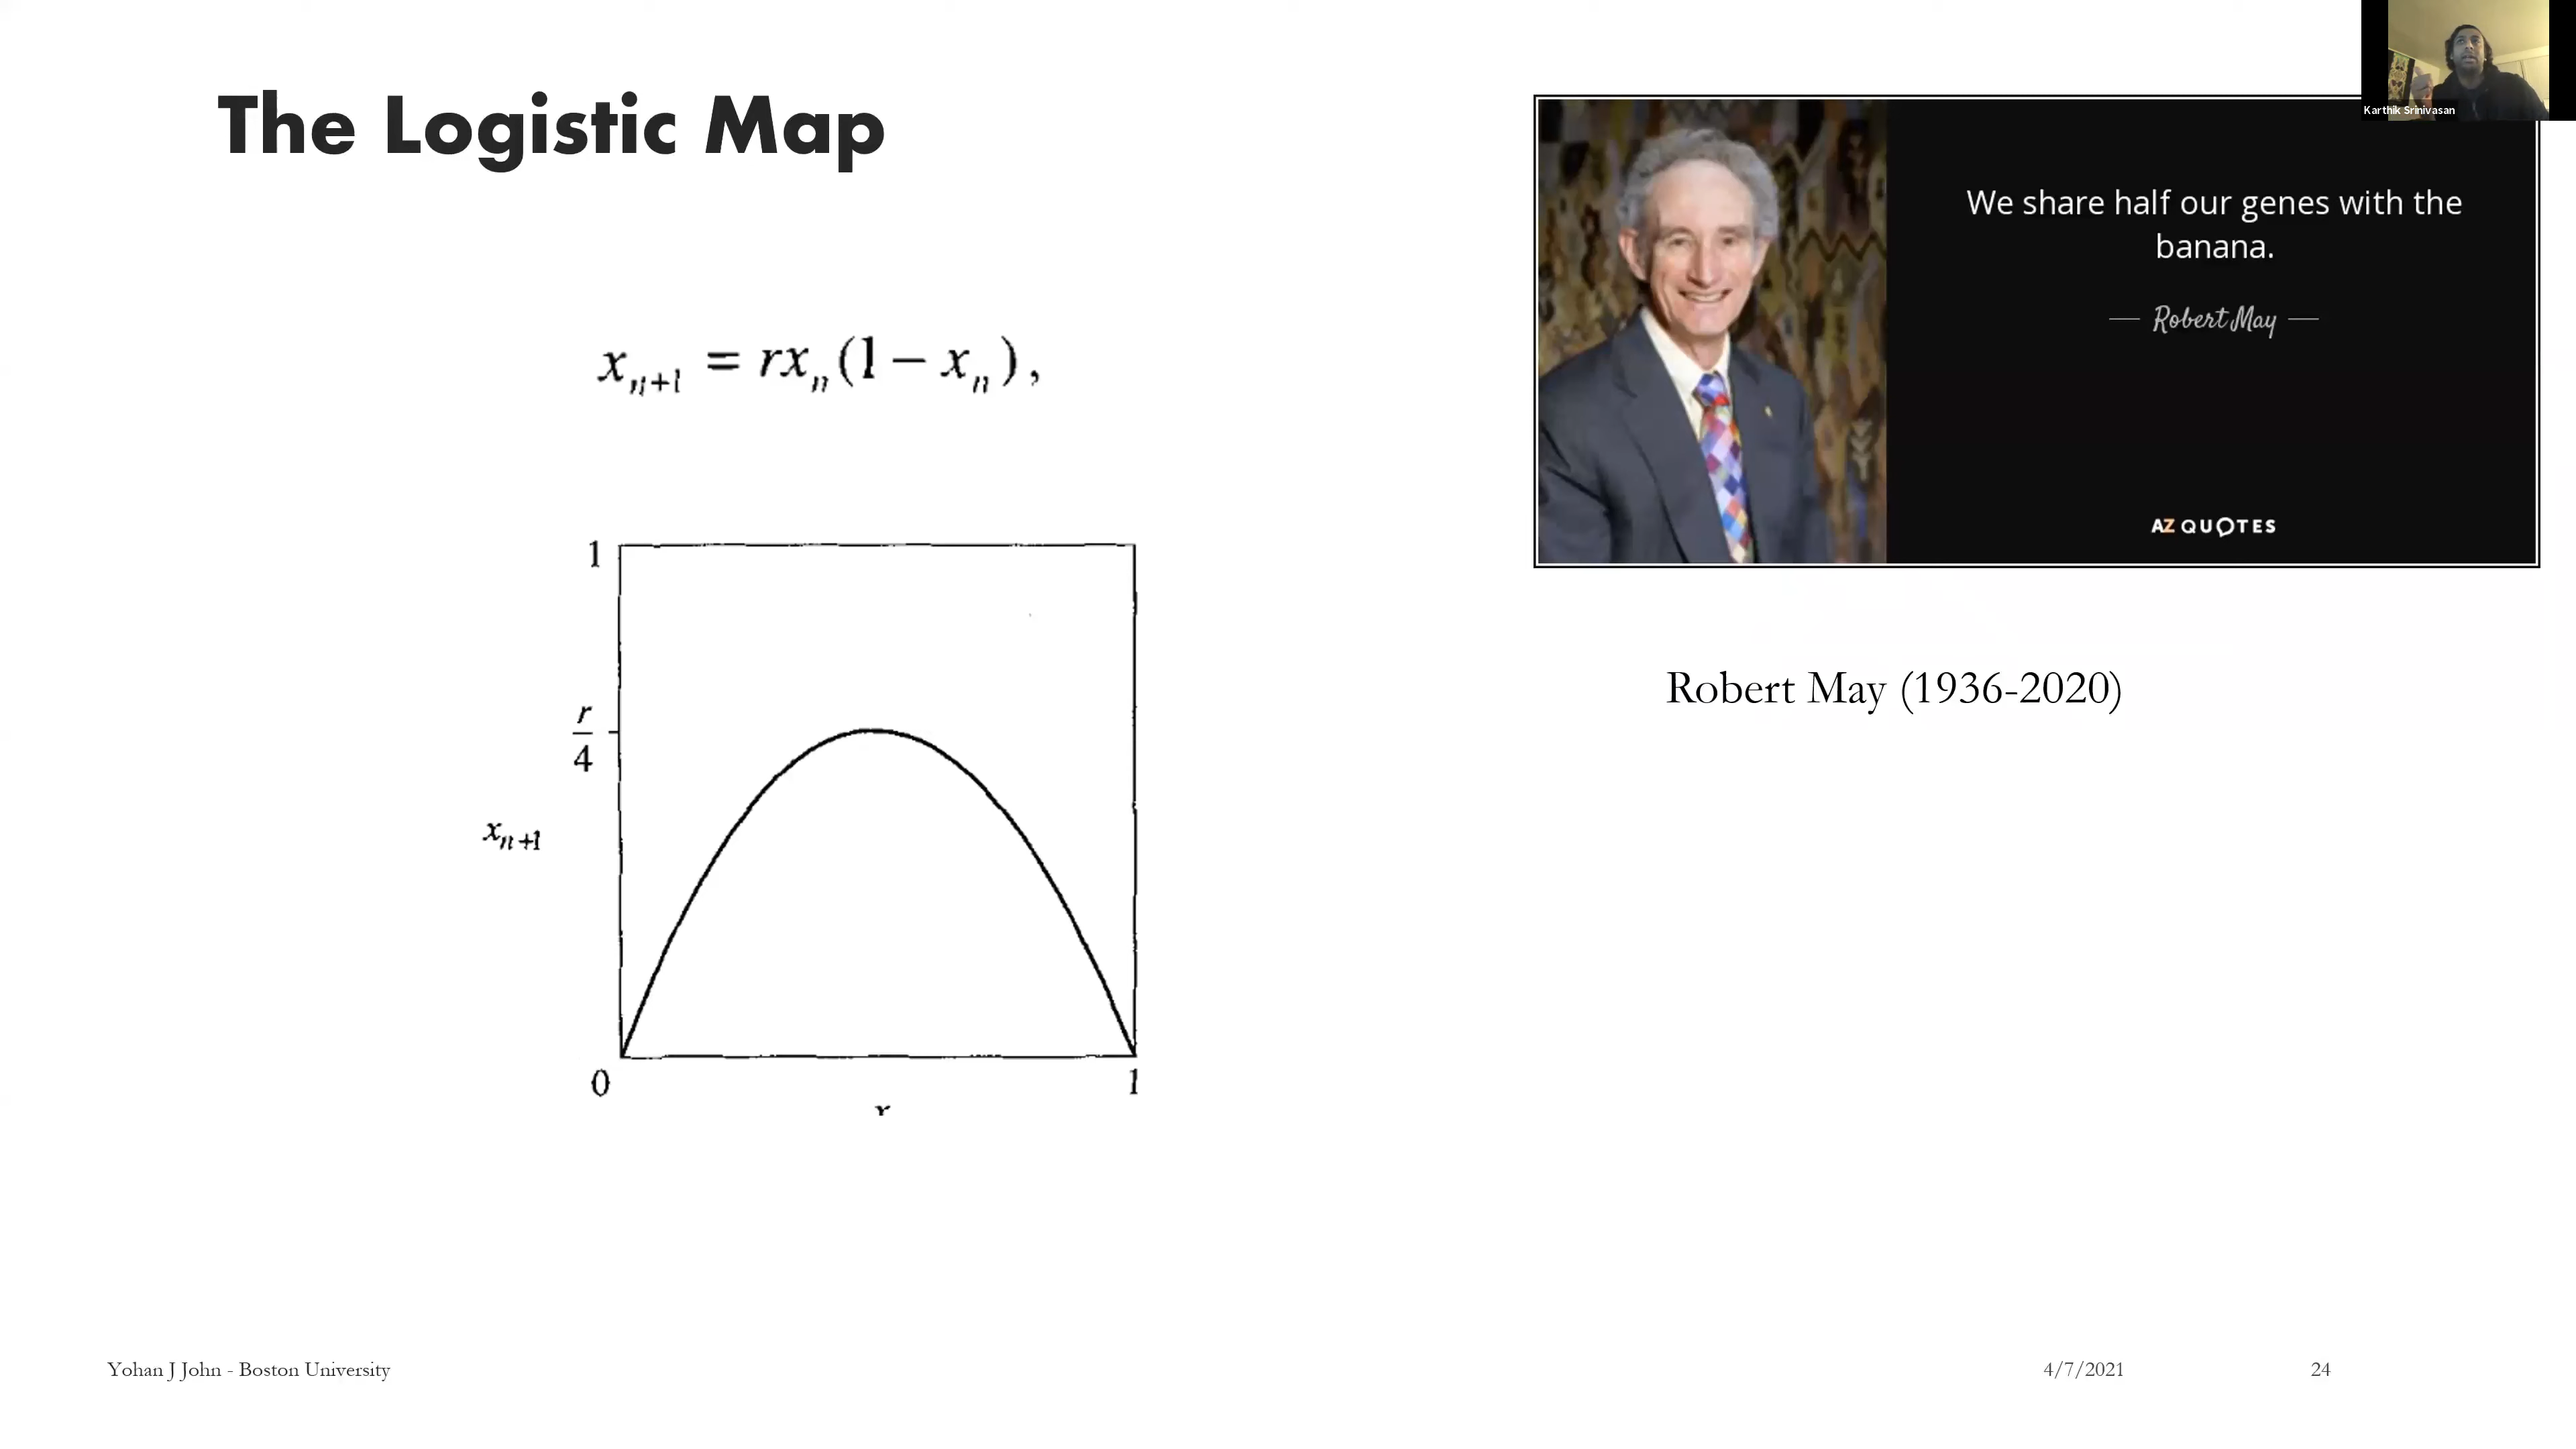 The Logistic Map
Karthik Srinivasan
We share half our genes with the
banana.
Robert May
AZ QUOTES
x_{n+1} = rx_n(1 − x_n),
1
r
4
x_{n+1}
0
1
x
Robert May (1936-2020)
Yohan J John - Boston University
4/7/2021
24